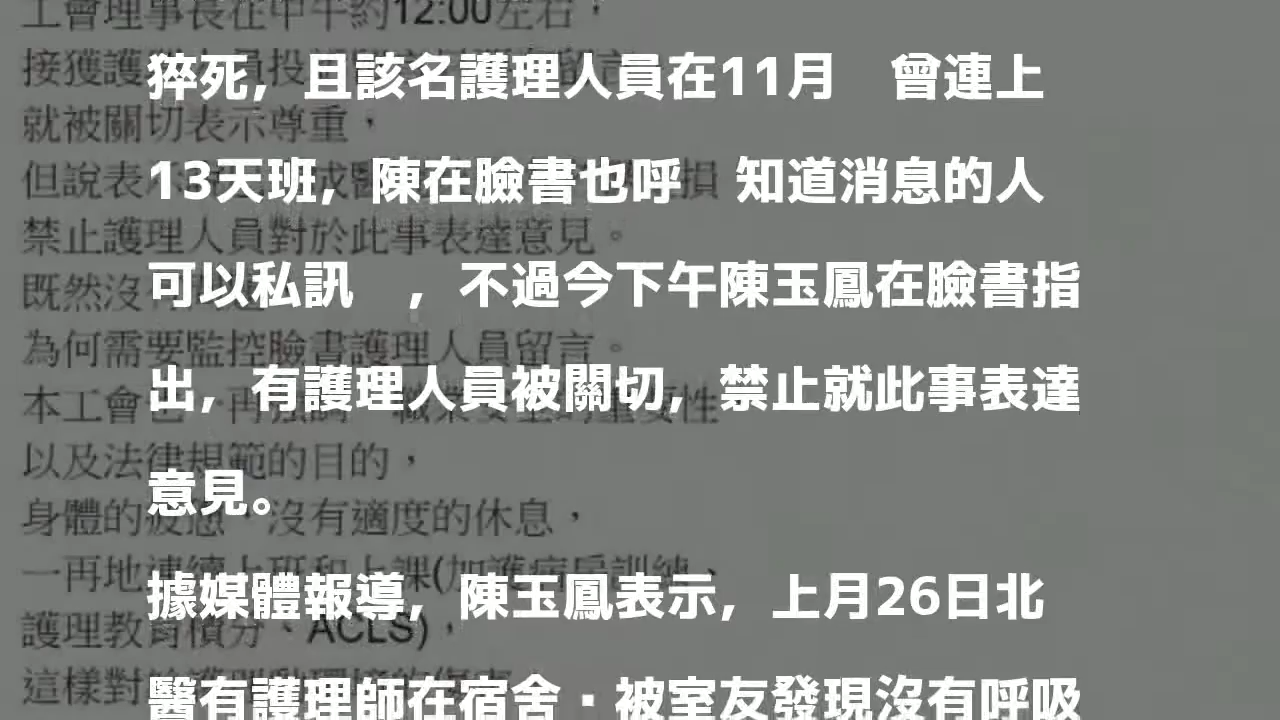 工會理事長在中午約12:00左右，
猝死，且該名護理人員在11月　曾連上
就被關切表示尊重，
13天班，陳在臉書也呼　知道消息的人
禁止護理人員對於此事表達意見。
可以私訊　，不過今下午陳玉鳳在臉書指
為何需要監控臉書護理人員留言。
出，有護理人員被關切，禁止就此事表達
以及法律規範的目的，
意見。
身體的疲憊，沒有適度的休息，
據媒體報導，陳玉鳳表示，上月26日北
護理教育積分、ACLS)，
醫有護理師在宿舍·被室友發現沒有呼吸